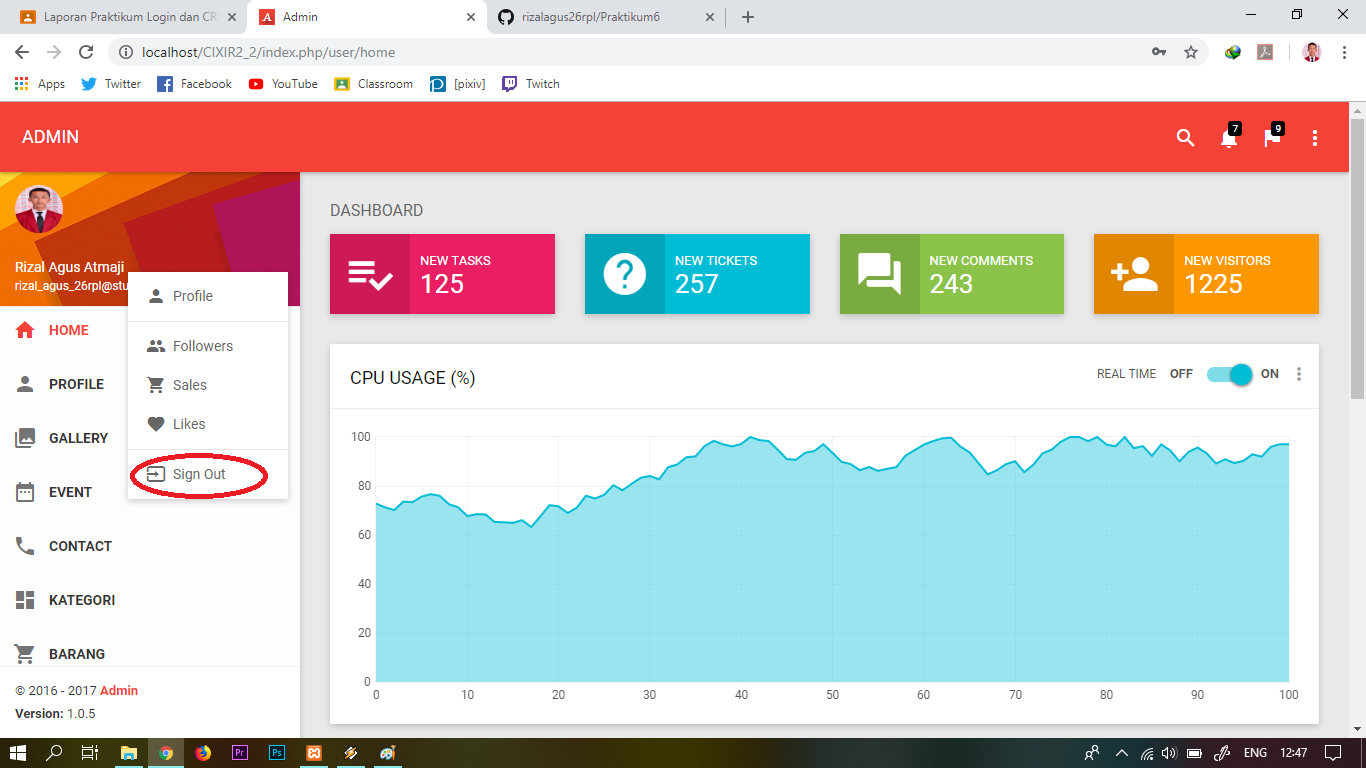 Laporan Praktikum Login dan CR
Admin
rizalagus26rpl/Praktikum6
localhost/CIXIR2_2/index.php/user/home
Apps Twitter Facebook YouTube Classroom [pixiv] Twitch
ADMIN
7 9
Rizal Agus Atmaji
rizal_agus_26rpl@stu
Profile
Followers
Sales
Likes
Sign Out
HOME
PROFILE
GALLERY
EVENT
CONTACT
KATEGORI
BARANG
© 2016 - 2017 Admin
Version: 1.0.5
DASHBOARD
NEW TASKS
125
NEW TICKETS
257
NEW COMMENTS
243
NEW VISITORS
1225
CPU USAGE (%)
REAL TIME OFF ON
100
80
60
40
20
0
0 10 20 30 40 50 60 70 80 90 100
Pr Ps
ENG 12:47